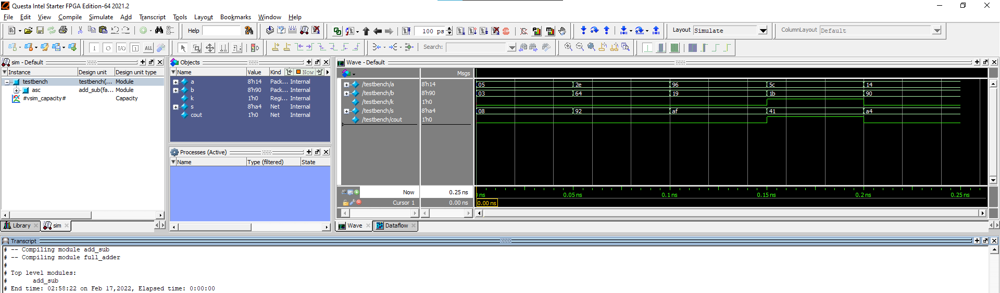 Questa Intel Starter FPGA Edition-64 2021.2
File Edit View Compile Simulate Add Transcript Tools Layout Bookmarks Window Help
Help 100 ps Layout Simulate ColumnLayout Default
Search:
sim - Default
Instance Design unit Design unit type
testbench testbench(... Module
asc add_sub(fa... Module
#vsim_capacity# Capacity
Library sim
Objects
Name Value Kind Now
a 8'h14 Pack... Internal
b 8'h90 Pack... Internal
k 1'h0 Regi... Internal
s 8'ha4 Net Internal
cout 1'h0 Net Internal
Processes (Active)
Name Type (filtered) State
Wave - Default
Msgs
/testbench/a 8'h14 05 2e 96 5c 14
/testbench/b 8'h90 03 64 19 1b 90
/testbench/k 1'h0
/testbench/s 8'ha4 08 92 af 41 a4
/testbench/cout 1'h0
Now 0.25 ns ns 0.05 ns 0.1 ns 0.15 ns 0.2 ns 0.25 ns
Cursor 1 0.00 ns 0.00 ns
Wave Dataflow
Transcript
# -- Compiling module add_sub
# -- Compiling module full_adder
#
# Top level modules:
# add_sub
# End time: 02:58:22 on Feb 17,2022, Elapsed time: 0:00:00